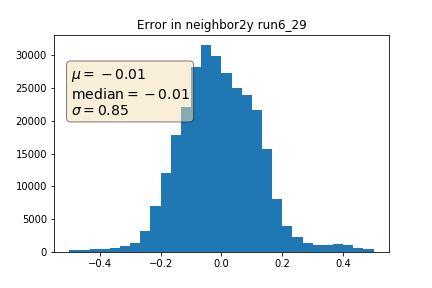 Error in neighbor2y run6_29
30000
25000
20000
15000
10000
5000
0
μ = −0.01
median = −0.01
σ = 0.85
−0.4 −0.2 0.0 0.2 0.4